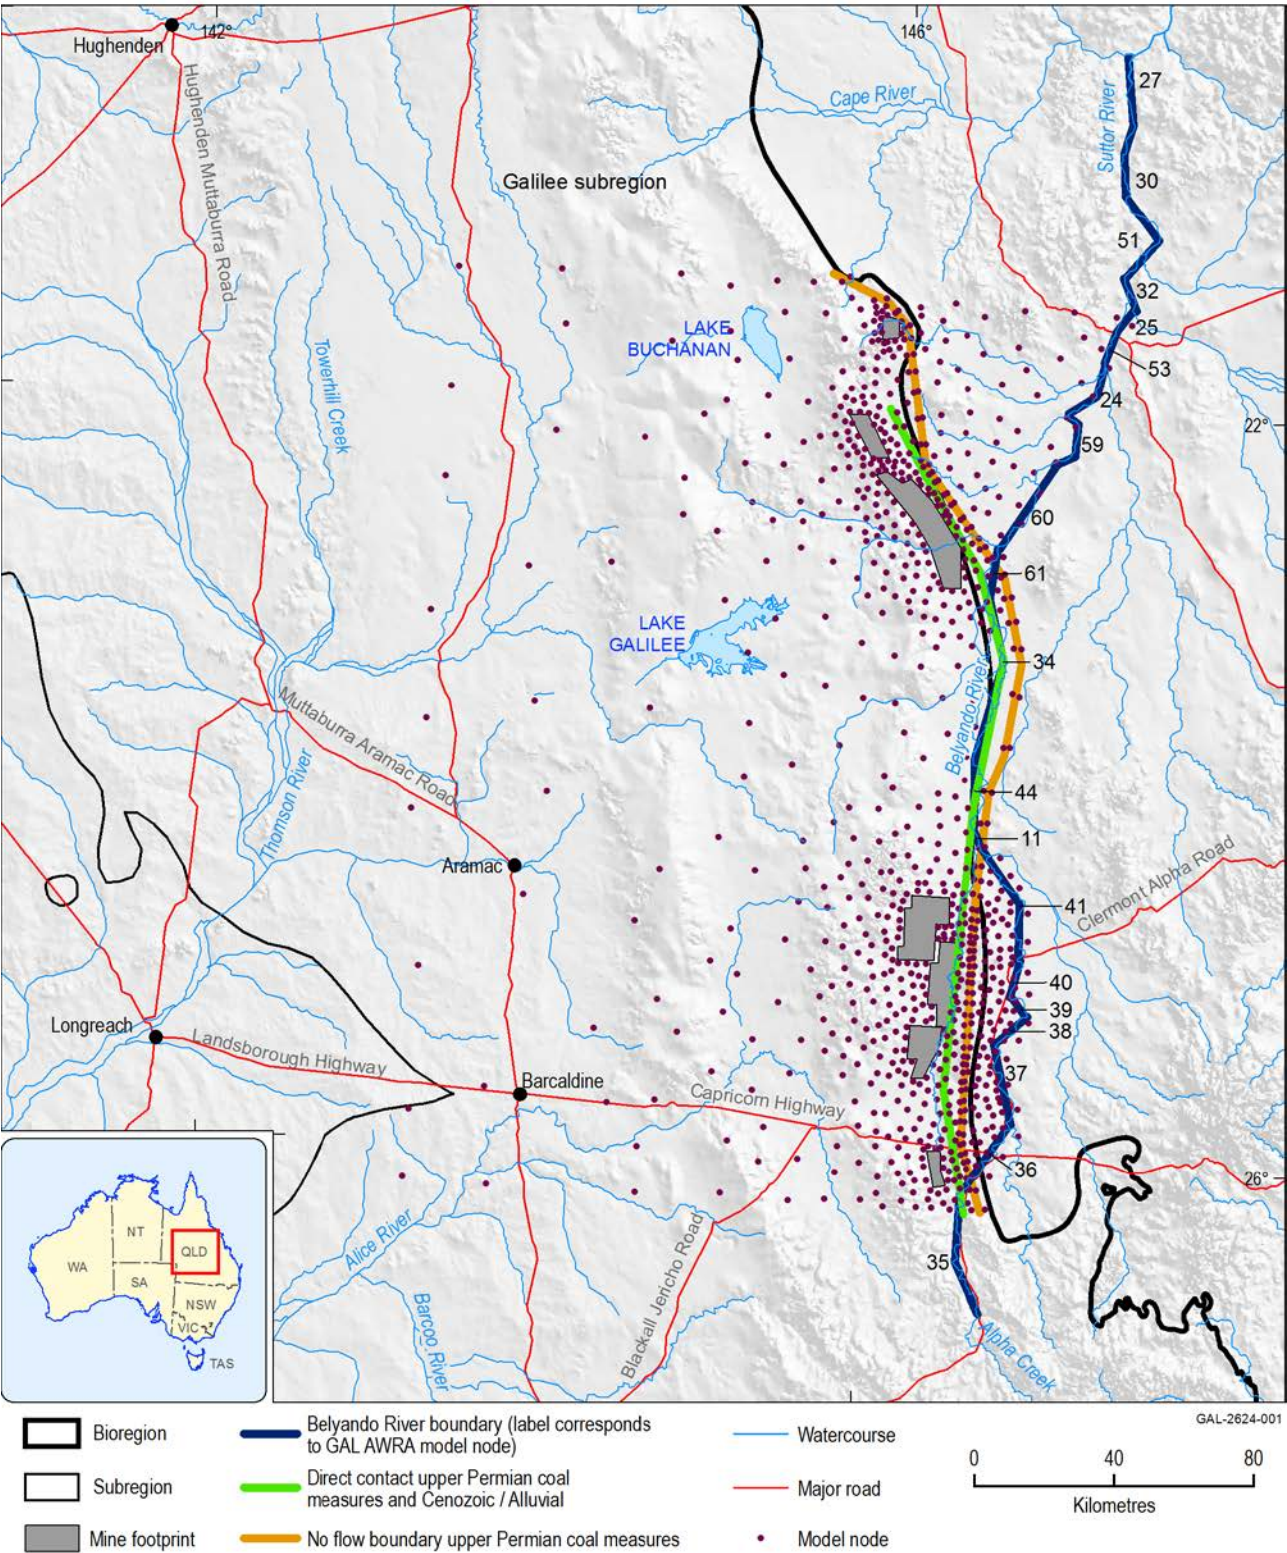 142°
146°
Hughenden
Hughenden Muttaburra Road
Cape River
Suttor River
27
Galilee subregion
30
51
32
25
LAKE
BUCHANAN
Towerhill Creek
53
24
22°
59
60
61
LAKE
GALILEE
34
Belyando River
Muttaburra Aramac Road
Thomson River
44
11
Aramac
Clermont Alpha Road
41
40
39
38
Longreach
Landsborough Highway
37
Barcaldine
Capricorn Highway
36
26°
Alice River
Barcoo River
Blackall Jericho Road
35
Alpha Creek
NT
QLD
WA
SA
NSW
VIC
TAS
GAL-2624-001
Bioregion
Subregion
Mine footprint
Belyando River boundary (label corresponds
to GAL AWRA model node)
Direct contact upper Permian coal
measures and Cenozoic / Alluvial
No flow boundary upper Permian coal measures
Watercourse
Major road
Model node
0 40 80
Kilometres